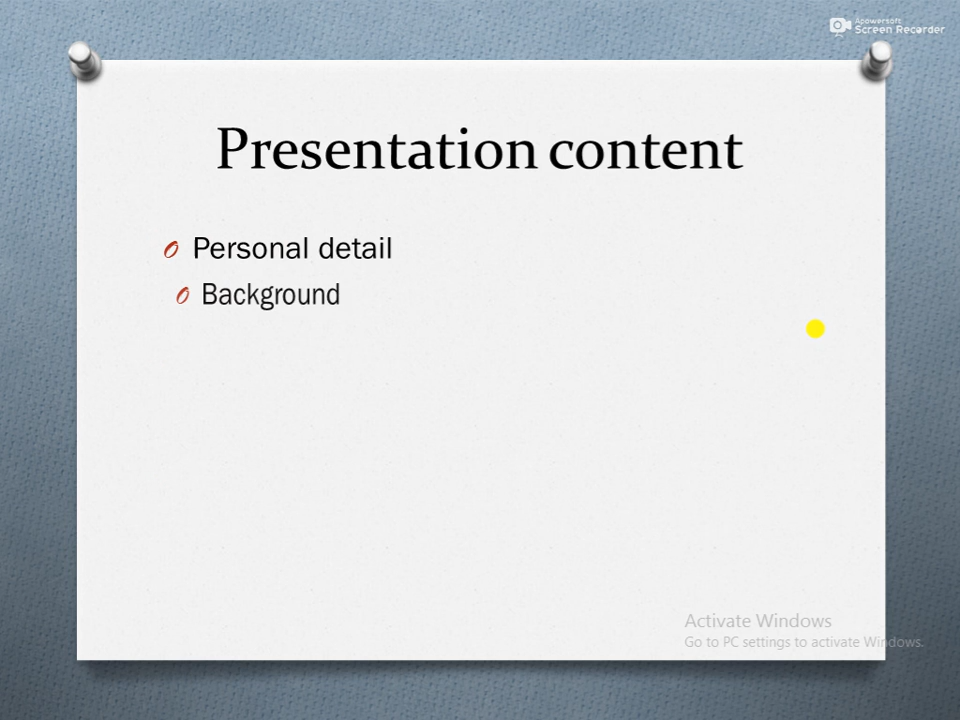 Apowersoft
Screen Recorder
Presentation content
Personal detail
Background
Activate Windows
Go to PC settings to activate Windows.